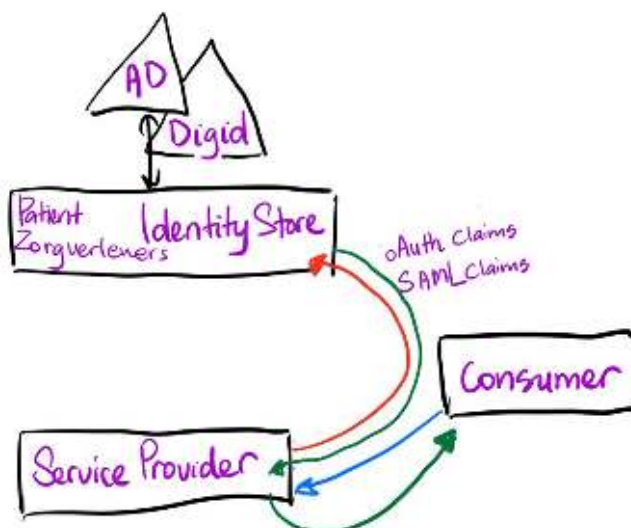 AD
Digid
Patient
Zorgverleners
Identity Store
oAuth Claims
SAML Claims
Consumer
Service Provider